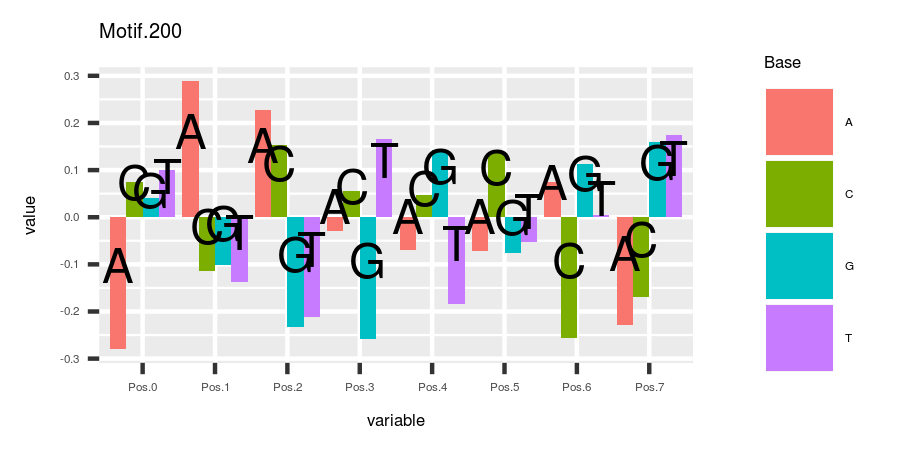 Motif.200
Base
0.3
0.2
0.1
0.0
-0.1
-0.2
-0.3
value
A C G T A C G T A C G T A C G T A C G T A C G T A C G T A C G T
Pos.0 Pos.1 Pos.2 Pos.3 Pos.4 Pos.5 Pos.6 Pos.7
variable
A
C
G
T